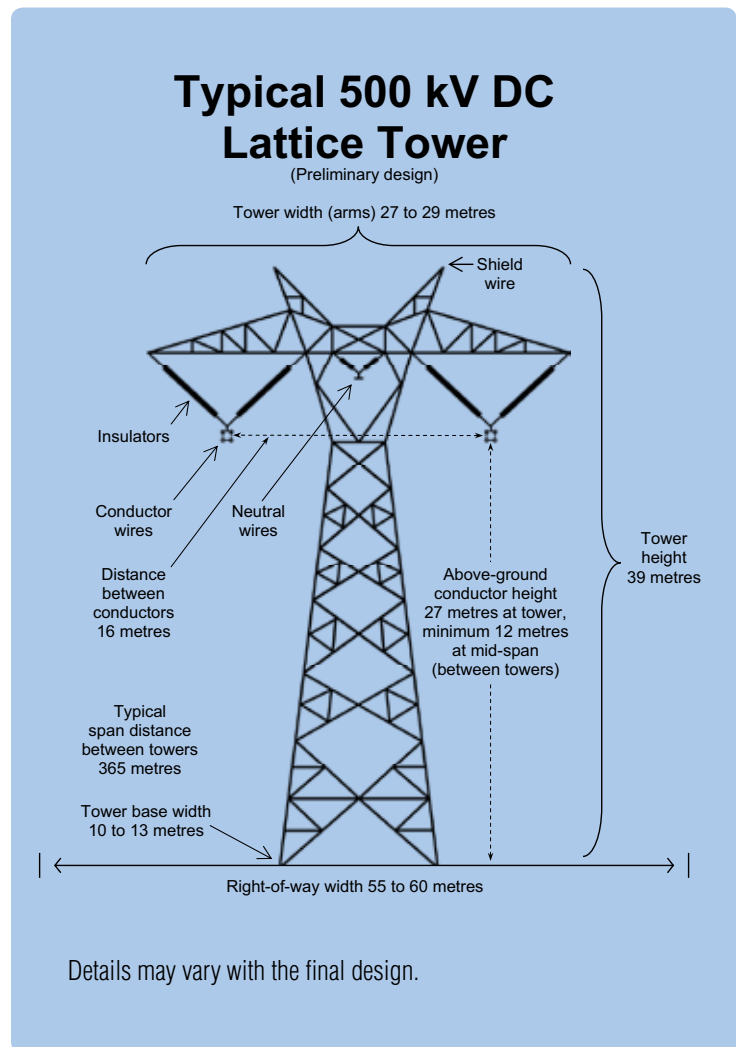 Typical 500 kV DC
Lattice Tower
(Preliminary design)
Tower width (arms) 27 to 29 metres
Shield
wire
Insulators
Conductor
wires
Neutral
wires
Distance
between
conductors
16 metres
Above-ground
conductor height
27 metres at tower,
minimum 12 metres
at mid-span
(between towers)
Tower
height
39 metres
Typical
span distance
between towers
365 metres
Tower base width
10 to 13 metres
Right-of-way width 55 to 60 metres
Details may vary with the final design.